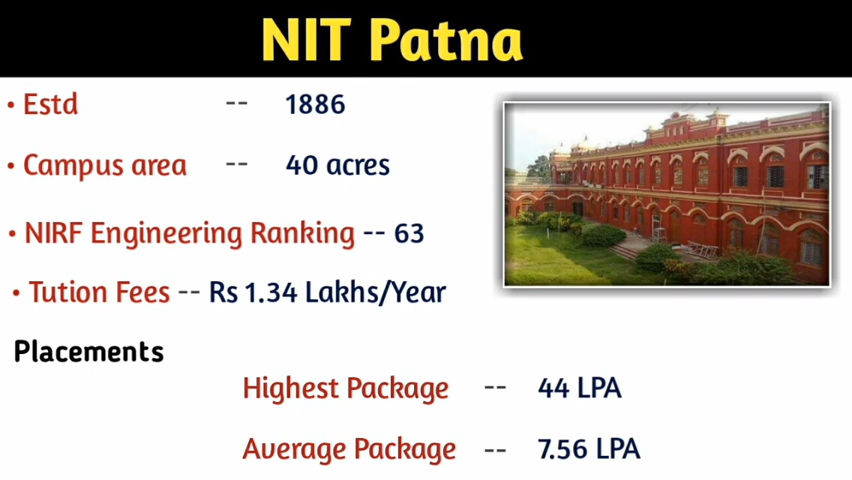 NIT Patna
• Estd -- 1886
• Campus area -- 40 acres
• NIRF Engineering Ranking -- 63
• Tution Fees -- Rs 1.34 Lakhs/Year
Placements
Highest Package -- 44 LPA
Average Package -- 7.56 LPA